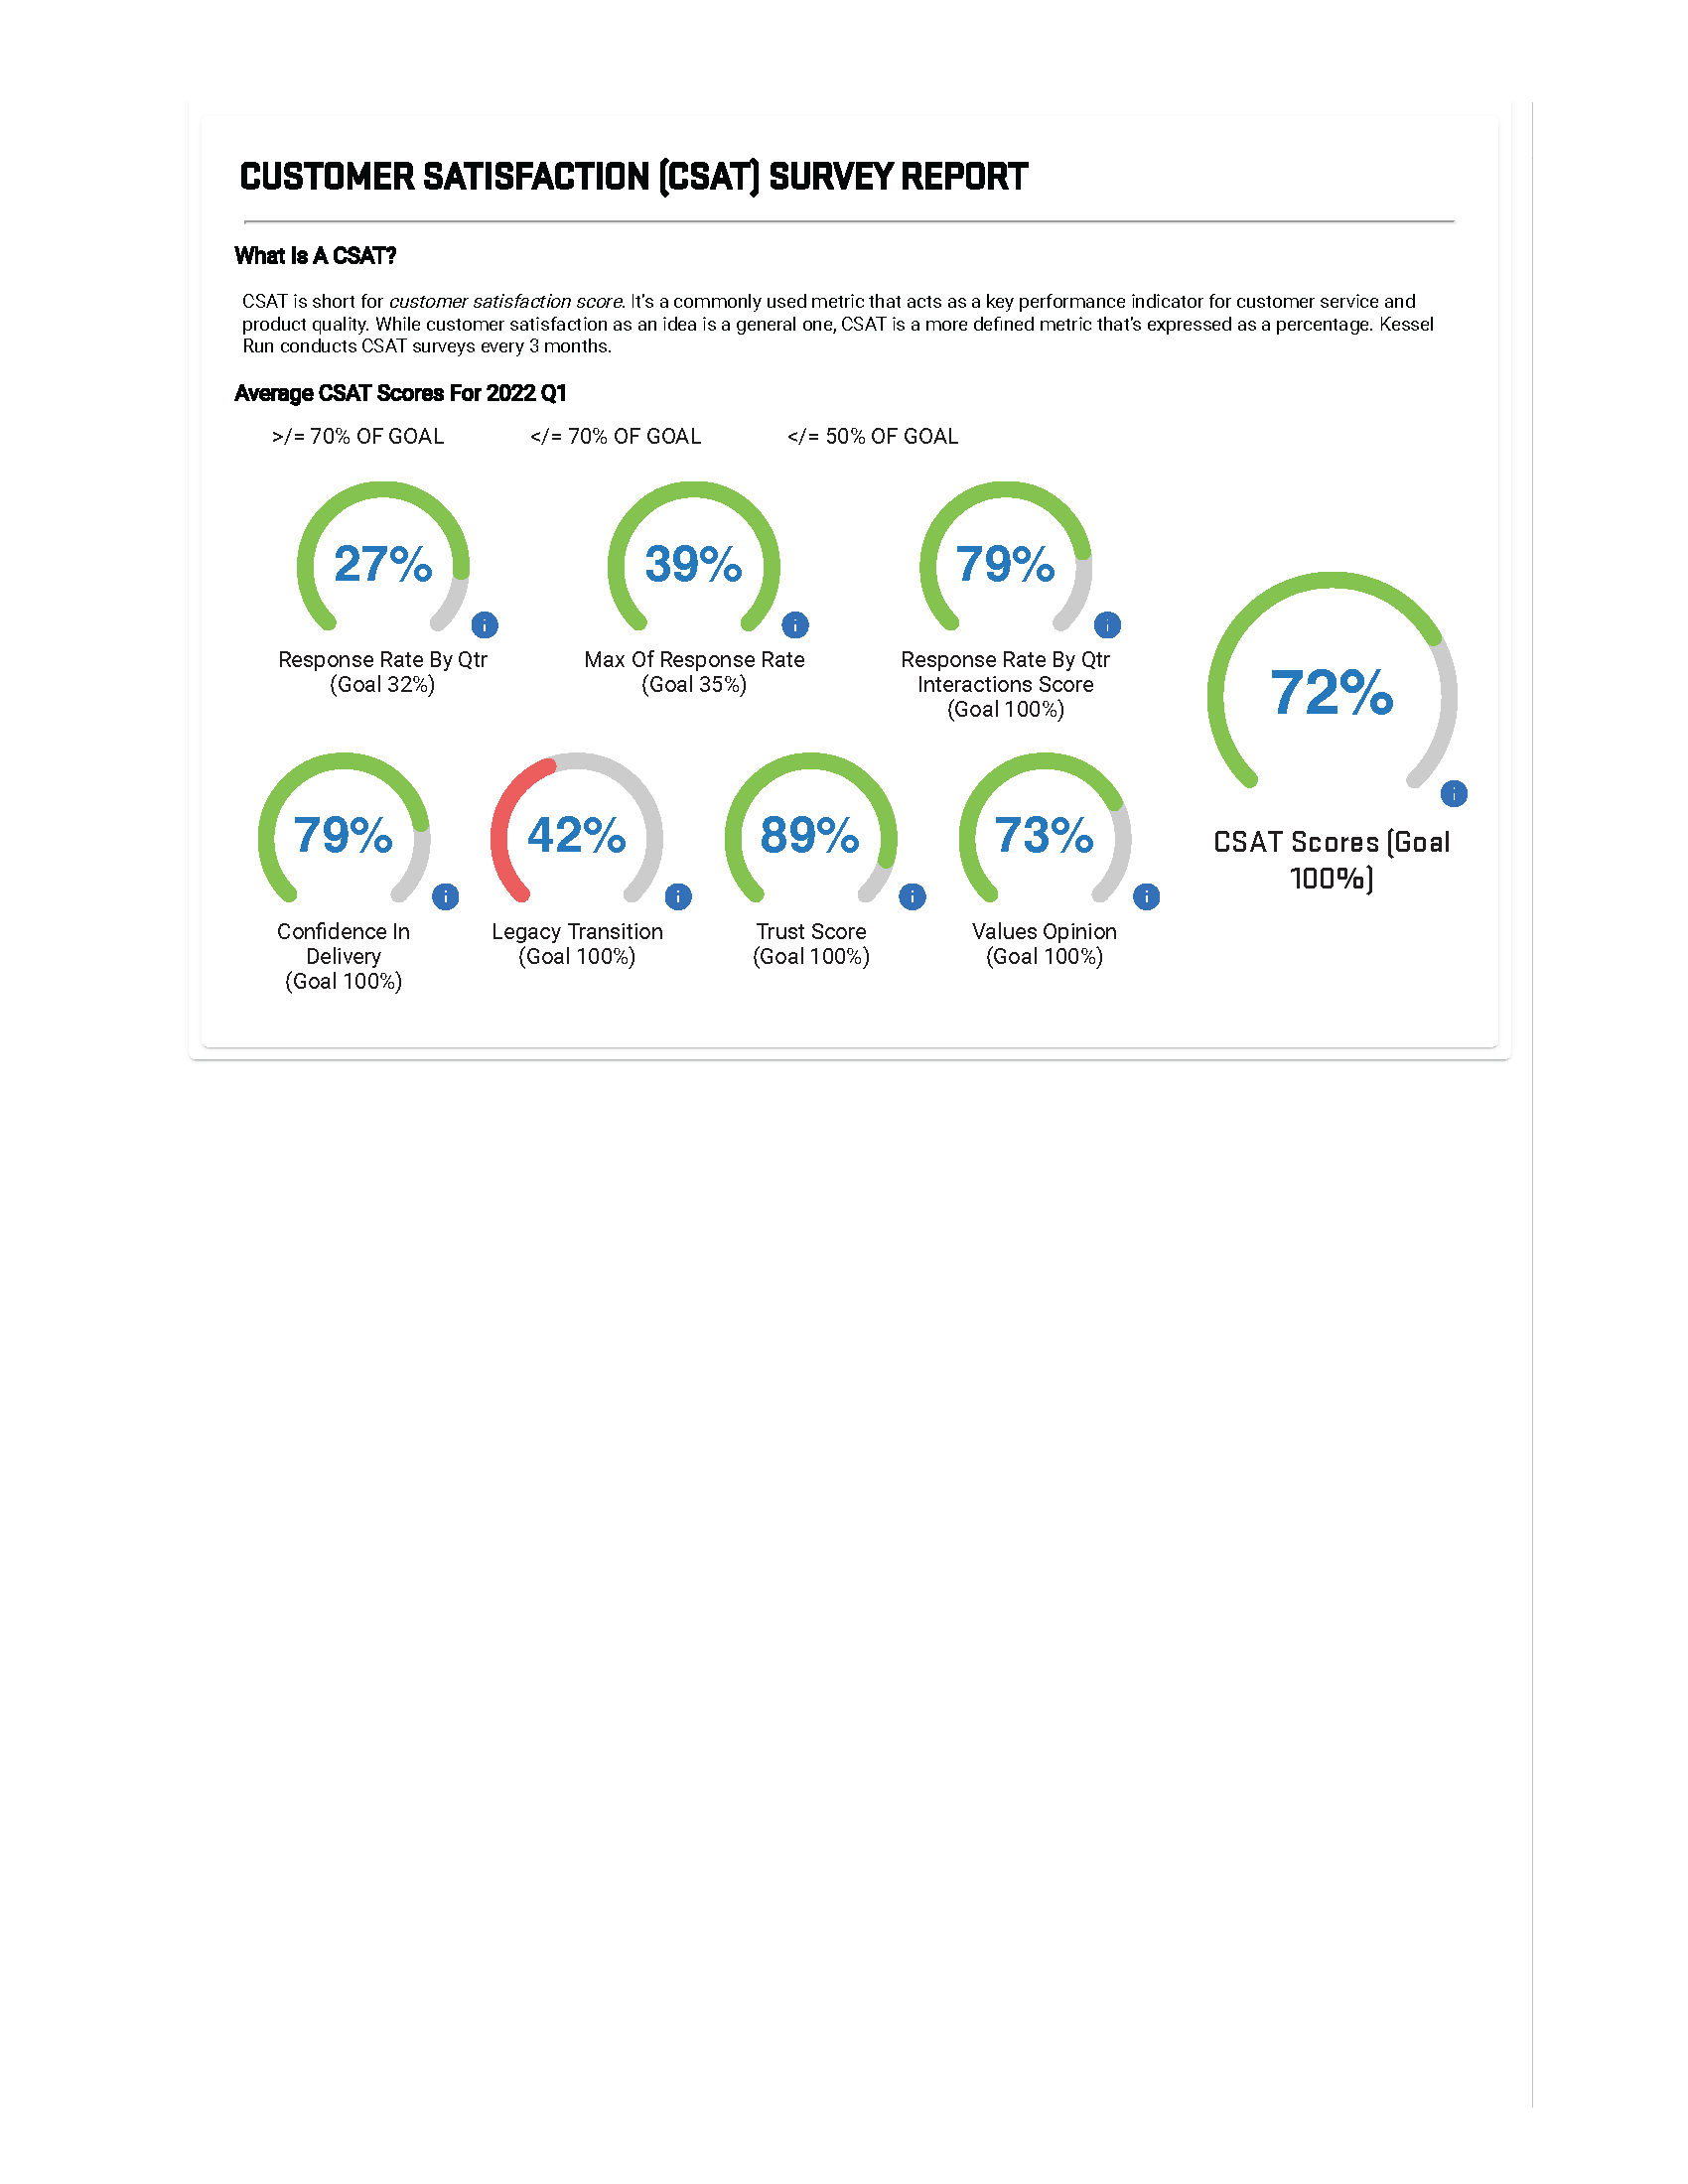 CUSTOMER SATISFACTION (CSAT) SURVEY REPORT
What Is A CSAT?
CSAT is short for customer satisfaction score. It's a commonly used metric that acts as a key performance indicator for customer service and
product quality. While customer satisfaction as an idea is a general one, CSAT is a more defined metric that's expressed as a percentage. Kessel
Run conducts CSAT surveys every 3 months.
Average CSAT Scores For 2022 Q1
>/= 70% OF GOAL </= 70% OF GOAL </= 50% OF GOAL
27%
i
Response Rate By Qtr
(Goal 32%)
39%
i
Max Of Response Rate
(Goal 35%)
79%
i
Response Rate By Qtr
Interactions Score
(Goal 100%)
79%
i
Confidence In
Delivery
(Goal 100%)
42%
i
Legacy Transition
(Goal 100%)
89%
i
Trust Score
(Goal 100%)
73%
i
Values Opinion
(Goal 100%)
72%
i
CSAT Scores (Goal
100%)